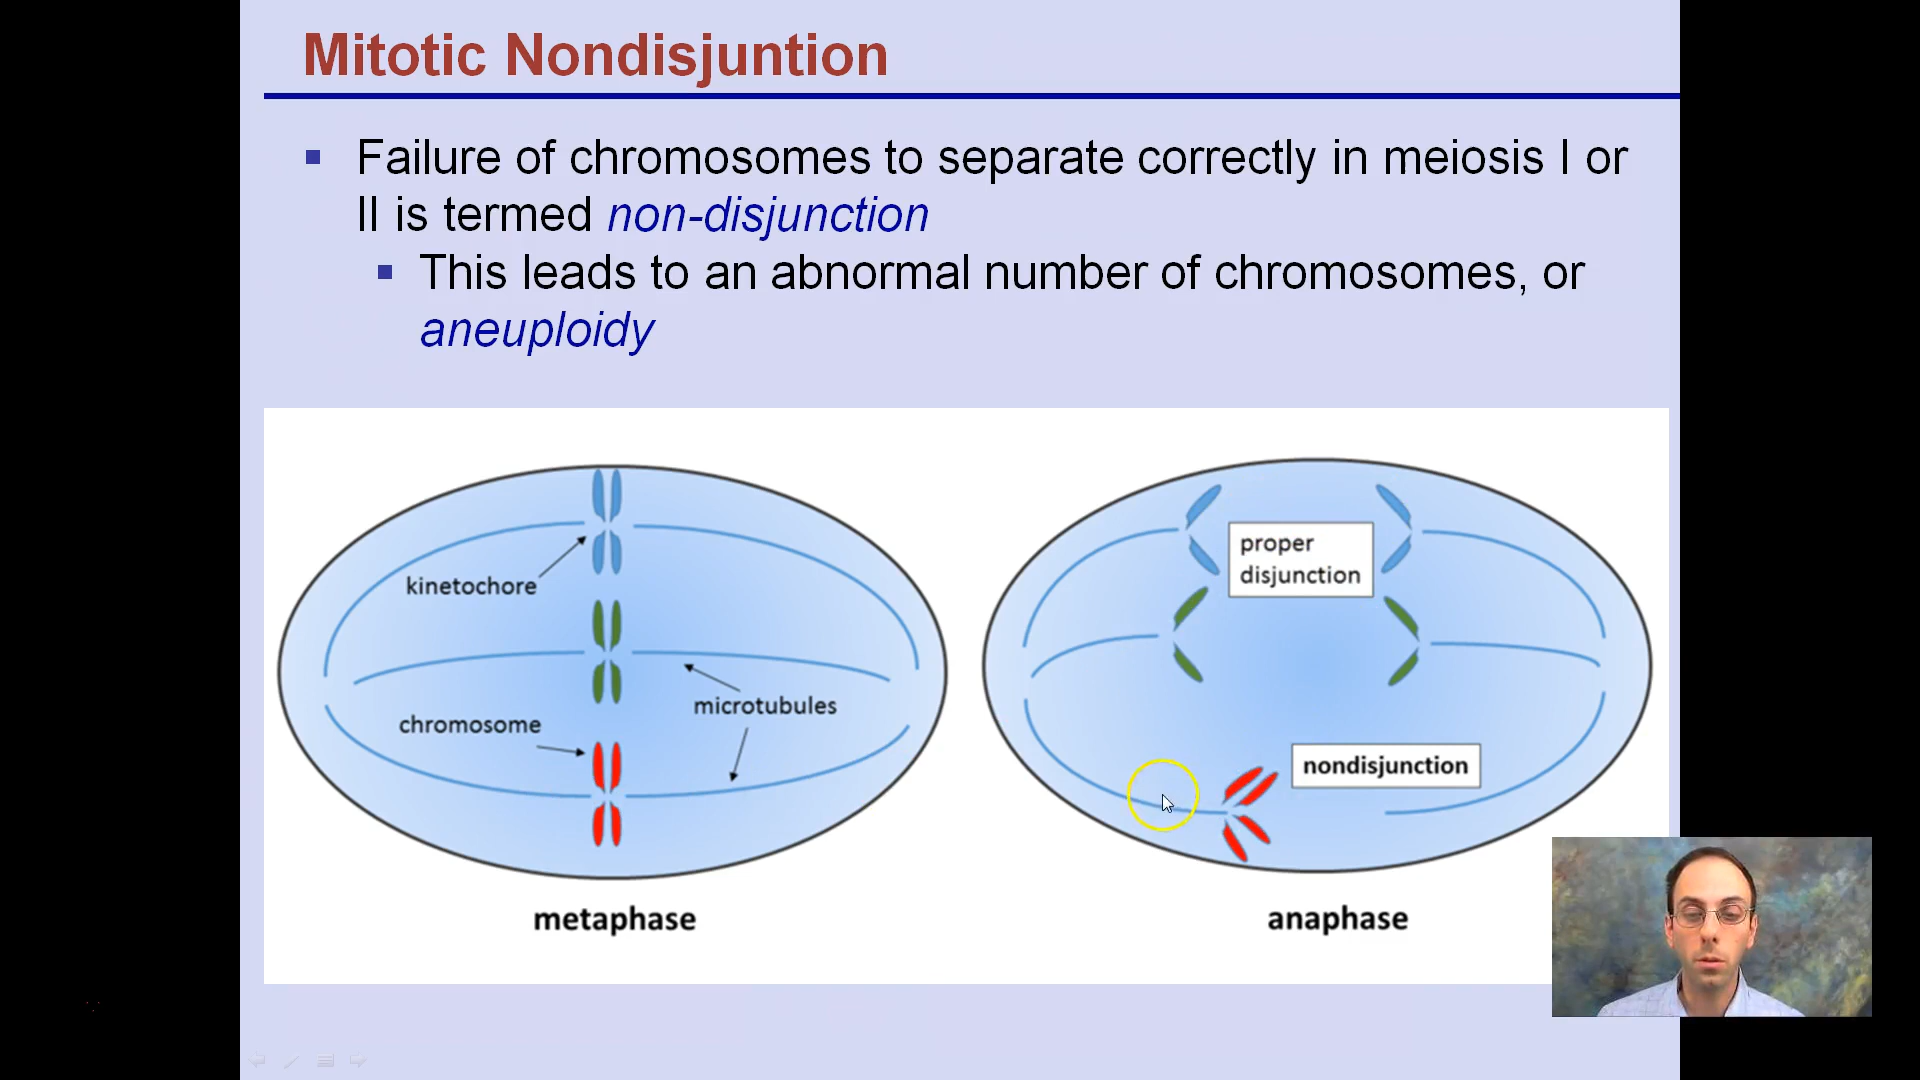 Mitotic Nondisjuntion
Failure of chromosomes to separate correctly in meiosis I or
II is termed non-disjunction
This leads to an abnormal number of chromosomes, or
aneuploidy
kinetochore
chromosome
microtubules
metaphase
proper
disjunction
nondisjunction
anaphase